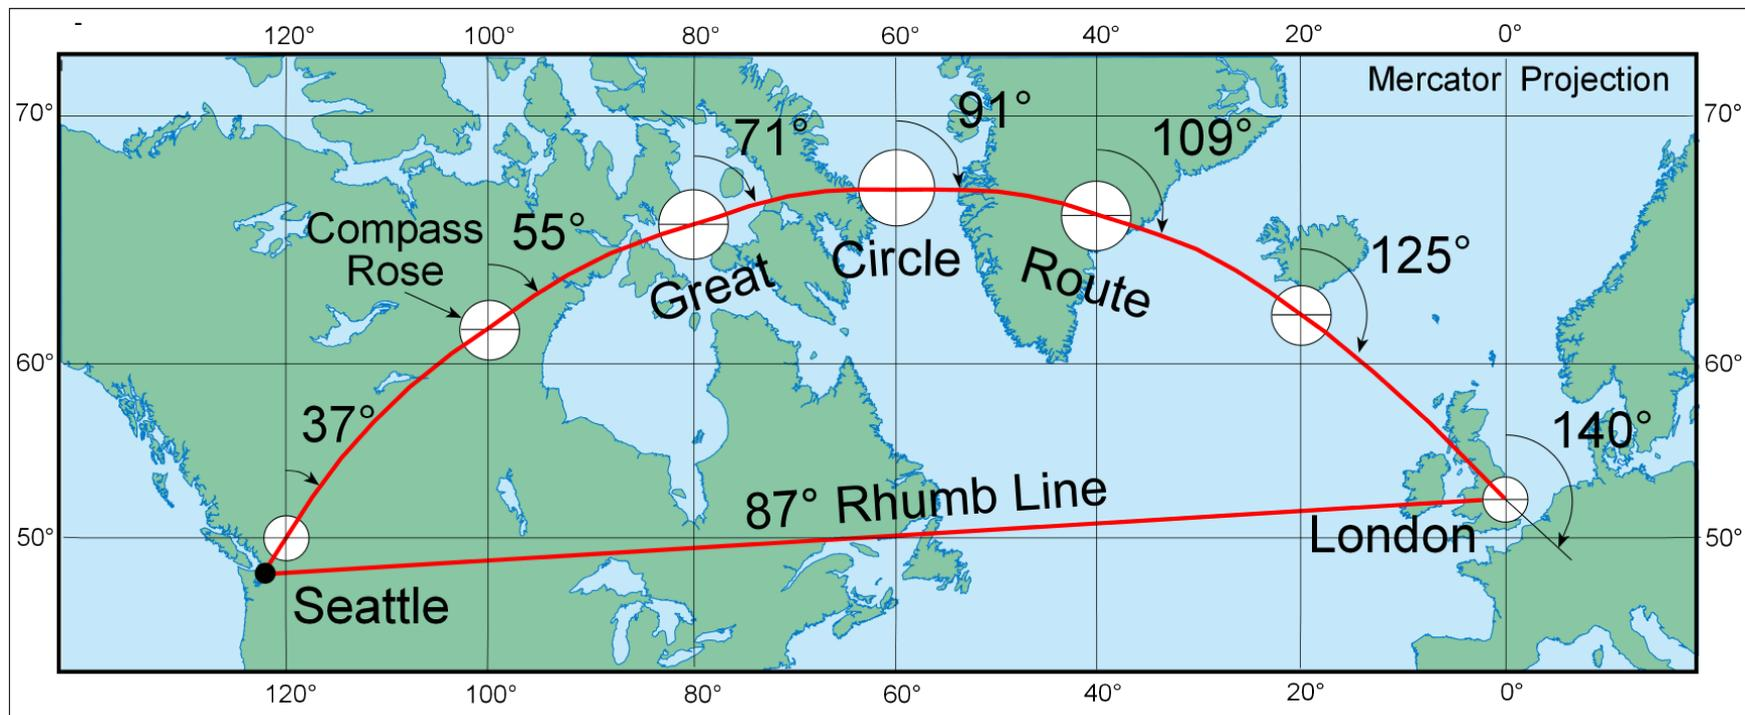 -
120° 100° 80° 60° 40° 20° 0°
Mercator Projection
70° 70°
91°
71° 109°
Compass
Rose
55°
125°
Great Circle Route
60° 60°
37°
140°
87° Rhumb Line
50° London 50°
Seattle
120° 100° 80° 60° 40° 20° 0°